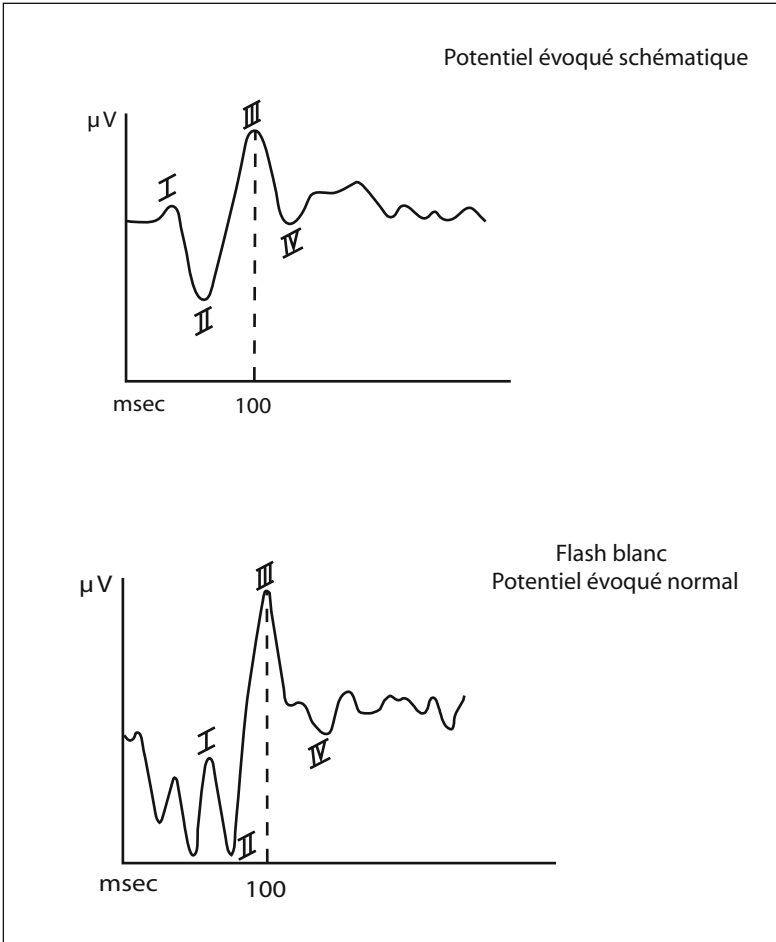 Potentiel évoqué schématique
µV
III
I
IV
II
msec 100
Flash blanc
Potentiel évoqué normal
µV
III
I
IV
II
msec 100